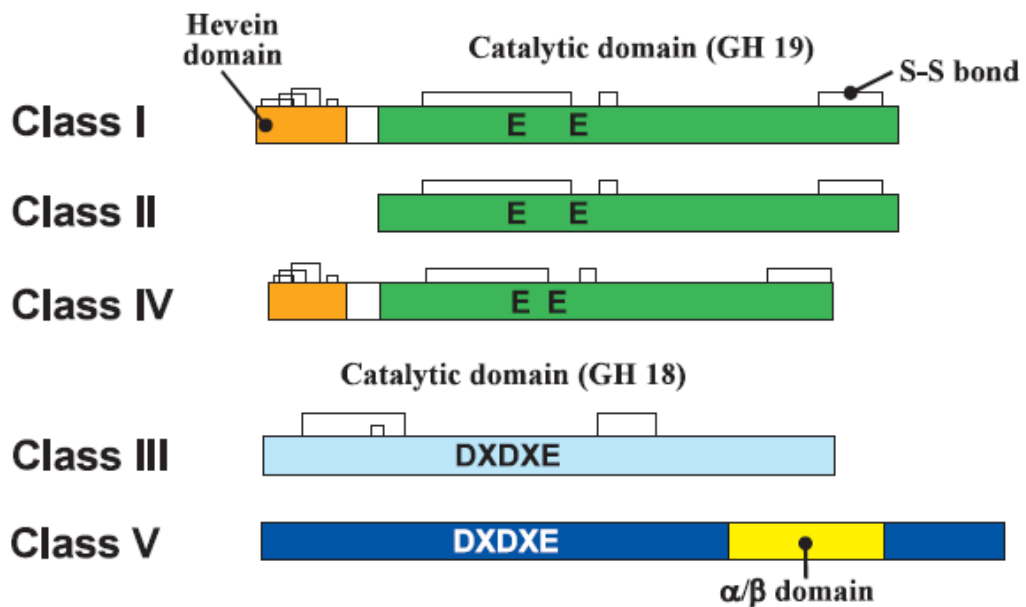 Hevein
domain
Catalytic domain (GH 19)
S-S bond
Class I
E E
Class II
E E
Class IV
E E
Catalytic domain (GH 18)
Class III
DXDXE
Class V
DXDXE
α/β domain